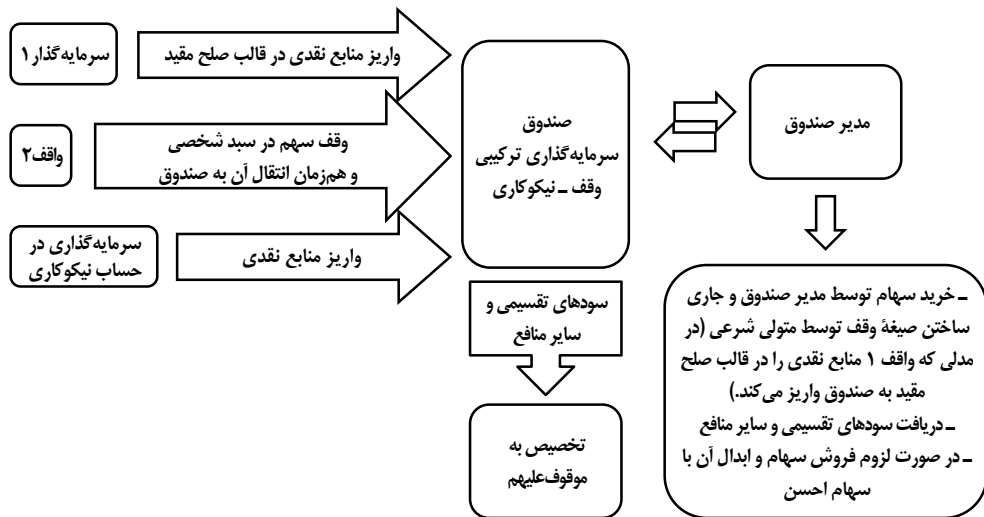 سرمایه‌گذار ۱
واریز منابع نقدی در قالب صلح مقید
واقف۲
وقف سهم در سبد شخصی
و هم‌زمان انتقال آن به صندوق
سرمایه‌گذاری در
حساب نیکوکاری
واریز منابع نقدی
صندوق
سرمایه‌گذاری ترکیبی
وقف ـ نیکوکاری
مدیر صندوق
سودهای تقسیمی و
سایر منافع
تخصیص به
موقوف‌علیهم
ـ خرید سهام توسط مدیر صندوق و جاری
ساختن صیغهٔ وقف توسط متولی شرعی (در
مدلی که واقف ۱ منابع نقدی را در قالب صلح
مقید به صندوق واریز می‌کند.)
ـ دریافت سودهای تقسیمی و سایر منافع
ـ در صورت لزوم فروش سهام و ابدال آن با
سهام احسن